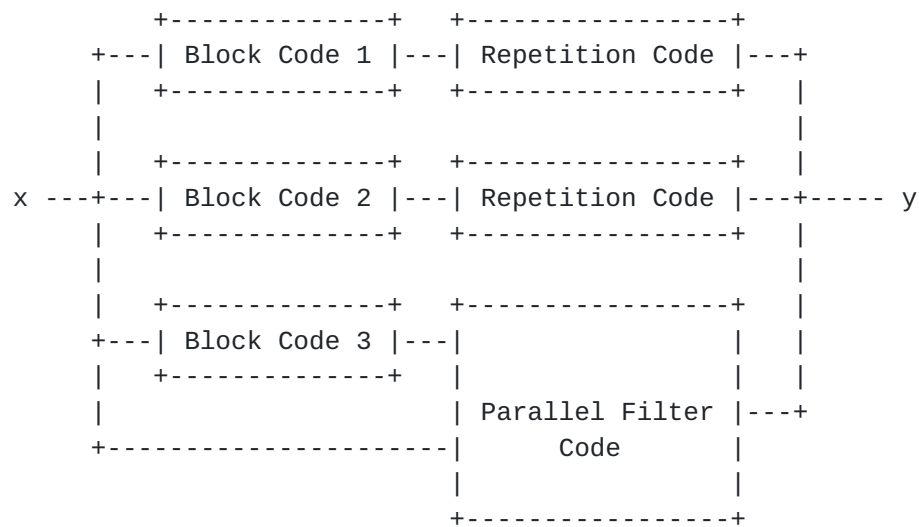 Block Code 1 Repetition Code
x Block Code 2 Repetition Code y
Block Code 3
Parallel Filter
Code